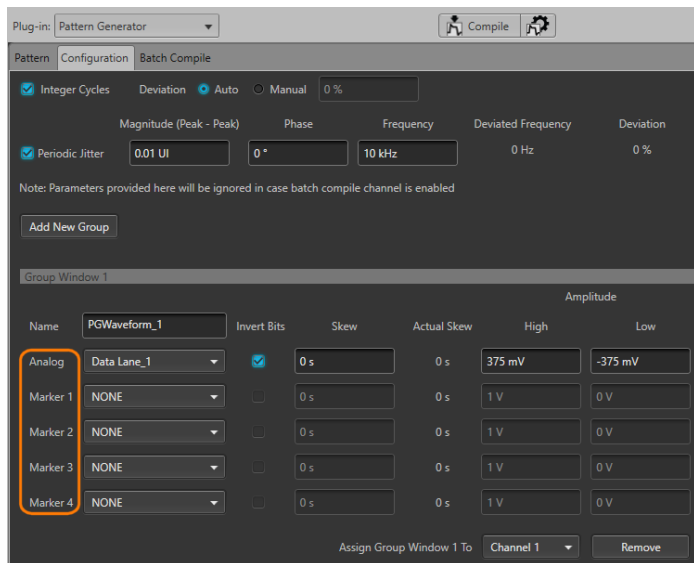 Plug-in: Pattern Generator Compile
Pattern Configuration Batch Compile
Integer Cycles Deviation Auto Manual 0 %
Magnitude (Peak - Peak) Phase Frequency Deviated Frequency Deviation
Periodic Jitter 0.01 UI 0 ° 10 kHz 0 Hz 0 %
Note: Parameters provided here will be ignored in case batch compile channel is enabled
Add New Group
Group Window 1
Amplitude
Name PGWaveform_1 Invert Bits Skew Actual Skew High Low
Analog Data Lane_1 0 s 0 s 375 mV -375 mV
Marker 1 NONE 0 s 0 s 1 V 0 V
Marker 2 NONE 0 s 0 s 1 V 0 V
Marker 3 NONE 0 s 0 s 1 V 0 V
Marker 4 NONE 0 s 0 s 1 V 0 V
Assign Group Window 1 To Channel 1 Remove